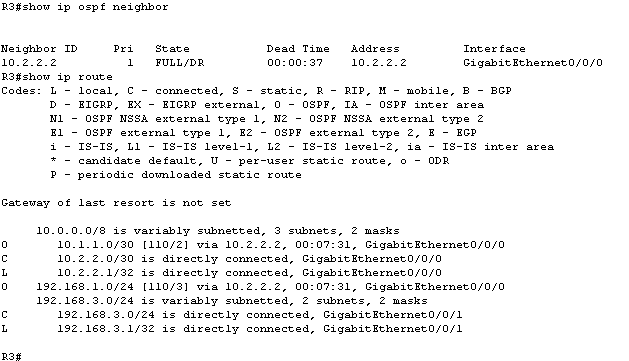 R3#show ip ospf neighbor
Neighbor ID     Pri   State           Dead Time   Address         Interface
10.2.2.2          1   FULL/DR         00:00:37    10.2.2.2        GigabitEthernet0/0/0
R3#show ip route
Codes: L - local, C - connected, S - static, R - RIP, M - mobile, B - BGP
       D - EIGRP, EX - EIGRP external, O - OSPF, IA - OSPF inter area
       N1 - OSPF NSSA external type 1, N2 - OSPF NSSA external type 2
       E1 - OSPF external type 1, E2 - OSPF external type 2, E - EGP
       i - IS-IS, L1 - IS-IS level-1, L2 - IS-IS level-2, ia - IS-IS inter area
       * - candidate default, U - per-user static route, o - ODR
       P - periodic downloaded static route
Gateway of last resort is not set
     10.0.0.0/8 is variably subnetted, 3 subnets, 2 masks
O       10.1.1.0/30 [110/2] via 10.2.2.2, 00:07:31, GigabitEthernet0/0/0
C       10.2.2.0/30 is directly connected, GigabitEthernet0/0/0
L       10.2.2.1/32 is directly connected, GigabitEthernet0/0/0
O    192.168.1.0/24 [110/3] via 10.2.2.2, 00:07:31, GigabitEthernet0/0/0
     192.168.3.0/24 is variably subnetted, 2 subnets, 2 masks
C       192.168.3.0/24 is directly connected, GigabitEthernet0/0/1
L       192.168.3.1/32 is directly connected, GigabitEthernet0/0/1
R3#